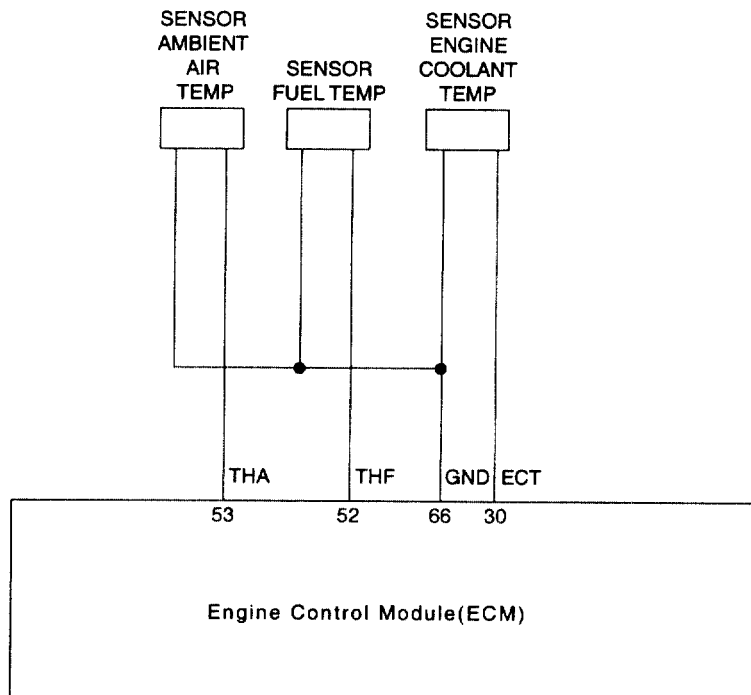 SENSOR
AMBIENT
AIR
TEMP
SENSOR
FUEL TEMP
SENSOR
ENGINE
COOLANT
TEMP
THA
THF
GND
ECT
53
52
66
30
Engine Control Module(ECM)